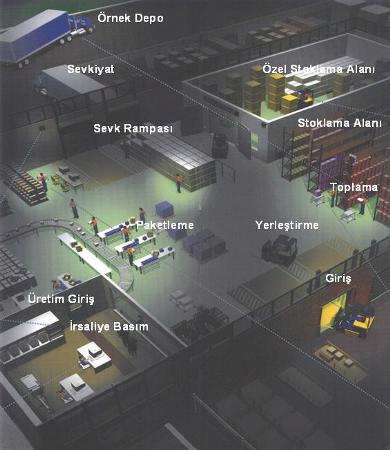 Örnek Depo
Sevkiyat
Özel Stoklama Alanı
Sevk Rampası
Stoklama Alanı
Toplama
Paketleme
Yerleştirme
Giriş
Üretim Giriş
İrsaliye Basım